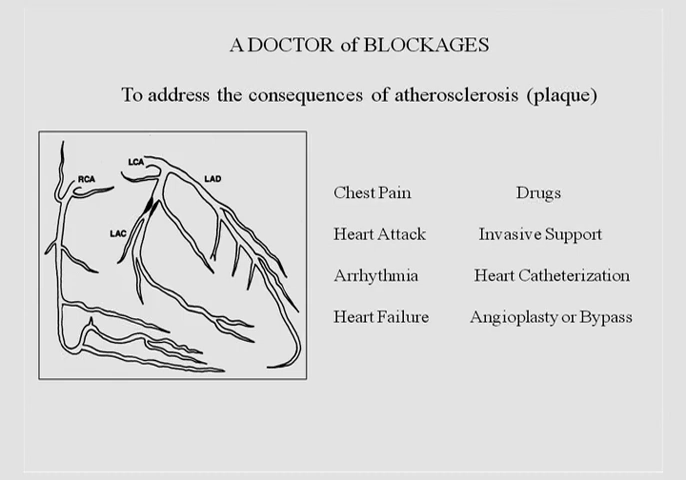 A DOCTOR of BLOCKAGES
To address the consequences of atherosclerosis (plaque)
LCA
RCA
LAD
LAC
Chest Pain Drugs
Heart Attack Invasive Support
Arrhythmia Heart Catheterization
Heart Failure Angioplasty or Bypass